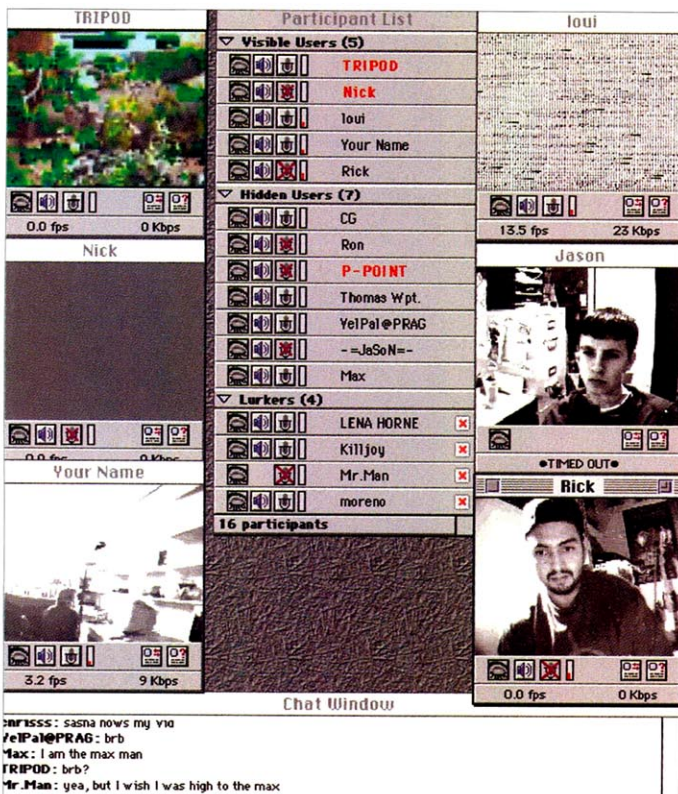 TRIPOD
0.0 fps 0 Kbps
Nick
Your Name
3.2 fps 9 Kbps
Participant List
Visible Users (5)
TRIPOD
Nick
loui
Your Name
Rick
Hidden Users (7)
CG
Ron
P-POINT
Thomas Wpt.
YelPal@PRAG
-=JaSoN=-
Max
Lurkers (4)
LENA HORNE
Killjoy
Mr.Man
moreno
16 participants
loui
13.5 fps 23 Kbps
Jason
●TIMED OUT●
Rick
0.0 fps 0 Kbps
Chat Window
: sasha nows my via
YelPal@PRAG: brb
Max: I am the max man
TRIPOD: brb?
Mr.Man: yea, but I wish I was high to the max